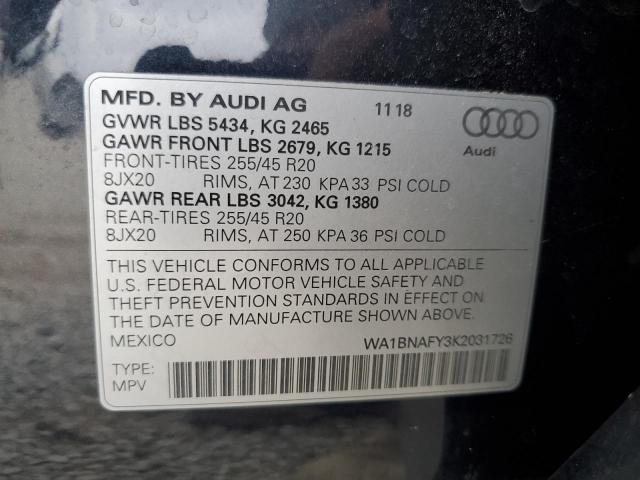 MFD. BY AUDI AG 11 18
GVWR LBS 5434, KG 2465
GAWR FRONT LBS 2679, KG 1215
Audi
FRONT-TIRES 255/45 R20
8JX20 RIMS, AT 230 KPA 33 PSI COLD
GAWR REAR LBS 3042, KG 1380
REAR-TIRES 255/45 R20
8JX20 RIMS, AT 250 KPA 36 PSI COLD
THIS VEHICLE CONFORMS TO ALL APPLICABLE
U.S. FEDERAL MOTOR VEHICLE SAFETY AND
THEFT PREVENTION STANDARDS IN EFFECT ON
THE DATE OF MANUFACTURE SHOWN ABOVE.
MEXICO WA1BNAFY3K2031726
TYPE:
MPV